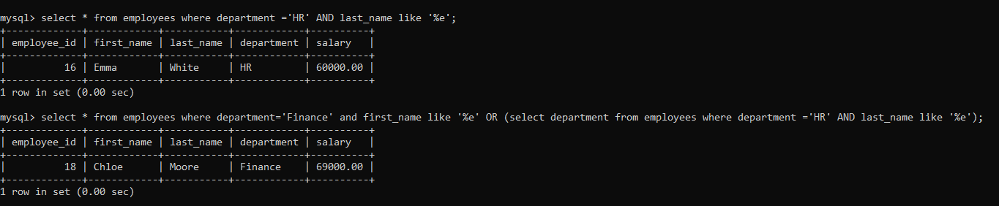 mysql> select * from employees where department ='HR' AND last_name like '%e';
+-------------+------------+-----------+------------+----------+
| employee_id | first_name | last_name | department | salary   |
+-------------+------------+-----------+------------+----------+
|          16 | Emma       | White     | HR         | 60000.00 |
+-------------+------------+-----------+------------+----------+
1 row in set (0.00 sec)
mysql> select * from employees where department='Finance' and first_name like '%e' OR (select department from employees where department ='HR' AND last_name like '%e');
+-------------+------------+-----------+------------+----------+
| employee_id | first_name | last_name | department | salary   |
+-------------+------------+-----------+------------+----------+
|          18 | Chloe      | Moore     | Finance    | 69000.00 |
+-------------+------------+-----------+------------+----------+
1 row in set (0.00 sec)